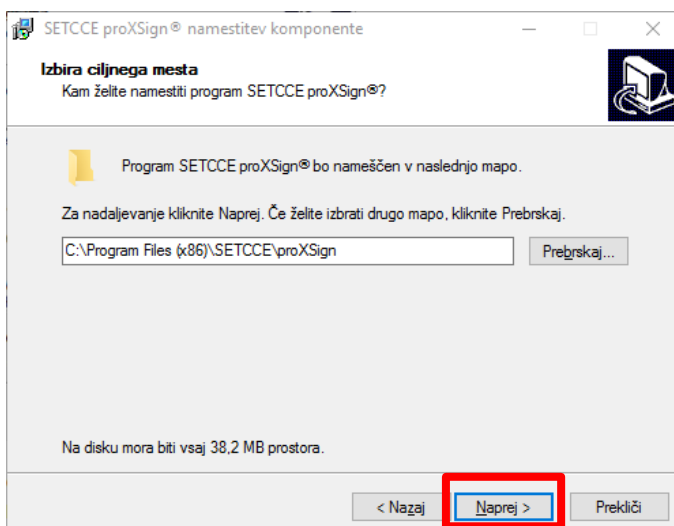 SETCCE proXSign® namestitev komponente
Izbira ciljnega mesta
Kam želite namestiti program SETCCE proXSign®?
Program SETCCE proXSign® bo nameščen v naslednjo mapo.
Za nadaljevanje kliknite Naprej. Če želite izbrati drugo mapo, kliknite Prebrskaj.
C:\Program Files (x86)\SETCCE\proXSign
Prebrskaj...
Na disku mora biti vsaj 38,2 MB prostora.
< Nazaj Naprej > Prekliči